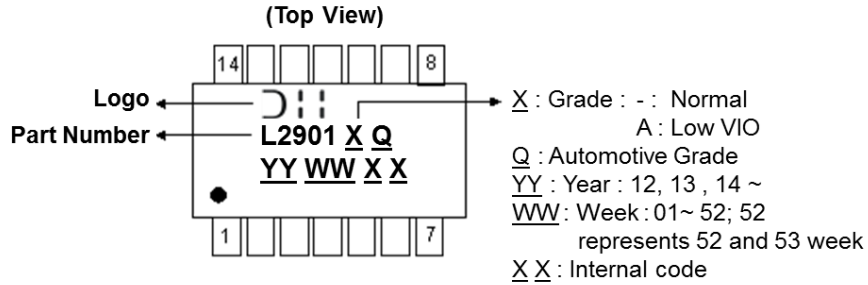 (Top View)
14
8
Logo
Part Number
L2901 X Q
YY WW X X
1
7
X : Grade : - : Normal
A : Low VIO
Q : Automotive Grade
YY : Year : 12, 13 , 14 ~
WW : Week : 01~ 52; 52
represents 52 and 53 week
X X : Internal code